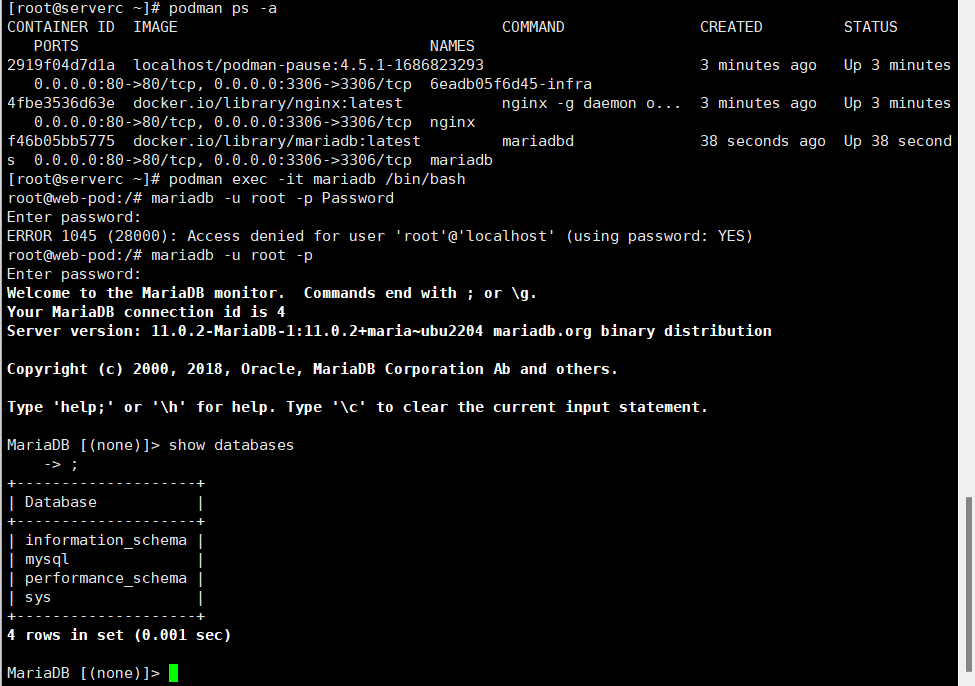 [root@serverc ~]# podman ps -a
CONTAINER ID  IMAGE                                    COMMAND               CREATED         STATUS
   PORTS                                       NAMES
2919f04d7d1a  localhost/podman-pause:4.5.1-1686823293                        3 minutes ago   Up 3 minutes
   0.0.0.0:80->80/tcp, 0.0.0.0:3306->3306/tcp  6eadb05f6d45-infra
4fbe3536d63e  docker.io/library/nginx:latest           nginx -g daemon o...  3 minutes ago   Up 3 minutes
   0.0.0.0:80->80/tcp, 0.0.0.0:3306->3306/tcp  nginx
f46b05bb5775  docker.io/library/mariadb:latest         mariadbd              38 seconds ago  Up 38 second
s  0.0.0.0:80->80/tcp, 0.0.0.0:3306->3306/tcp  mariadb
[root@serverc ~]# podman exec -it mariadb /bin/bash
root@web-pod:/# mariadb -u root -p Password
Enter password:
ERROR 1045 (28000): Access denied for user 'root'@'localhost' (using password: YES)
root@web-pod:/# mariadb -u root -p
Enter password:
Welcome to the MariaDB monitor.  Commands end with ; or \g.
Your MariaDB connection id is 4
Server version: 11.0.2-MariaDB-1:11.0.2+maria~ubu2204 mariadb.org binary distribution

Copyright (c) 2000, 2018, Oracle, MariaDB Corporation Ab and others.

Type 'help;' or '\h' for help. Type '\c' to clear the current input statement.

MariaDB [(none)]> show databases
    -> ;
+--------------------+
| Database           |
+--------------------+
| information_schema |
| mysql              |
| performance_schema |
| sys                |
+--------------------+
4 rows in set (0.001 sec)

MariaDB [(none)]>